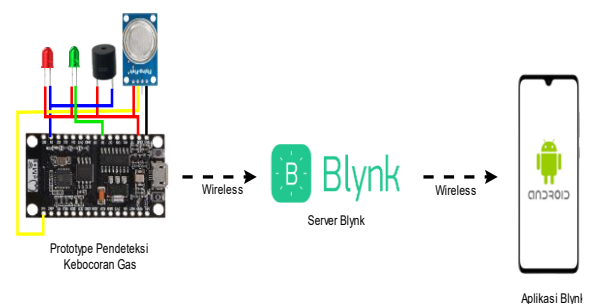 Blynk
B
Wireless
Wireless
Server Blynk
android
Prototype Pendeteksi
Kebocoran Gas
Aplikasi Blynk